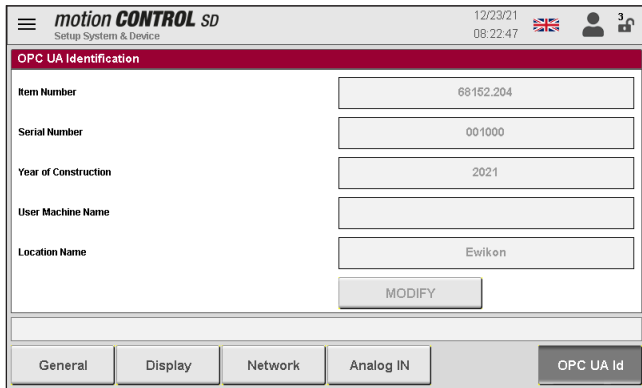 motion CONTROL SD
Setup System & Device
12/23/21
08:22:47
3
OPC UA Identification
Item Number
68152.204
Serial Number
001000
Year of Construction
2021
User Machine Name
Location Name
Ewikon
MODIFY
General
Display
Network
Analog IN
OPC UA Id